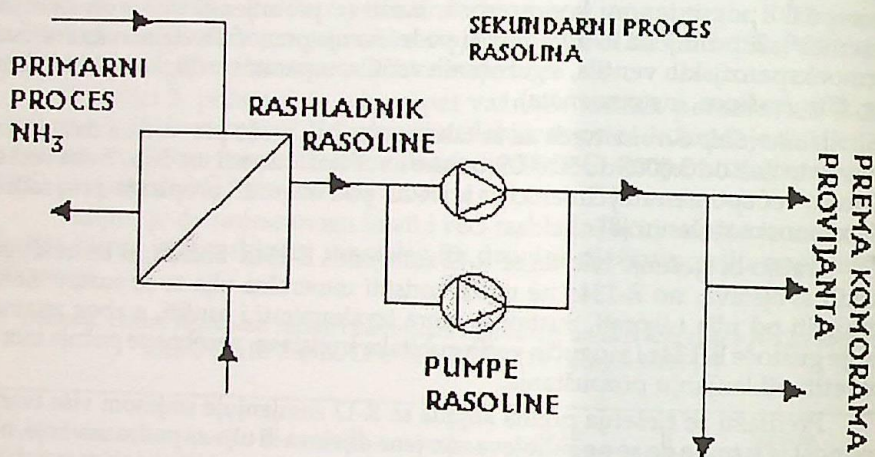 SEKUNDARNI PROCES
RASOLINA
PRIMARNI
PROCES
NH₃
RASHLADNIK
RASOLINE
PUMPE
RASOLINE
PREMA KOMORAMA
PROVIJANTA